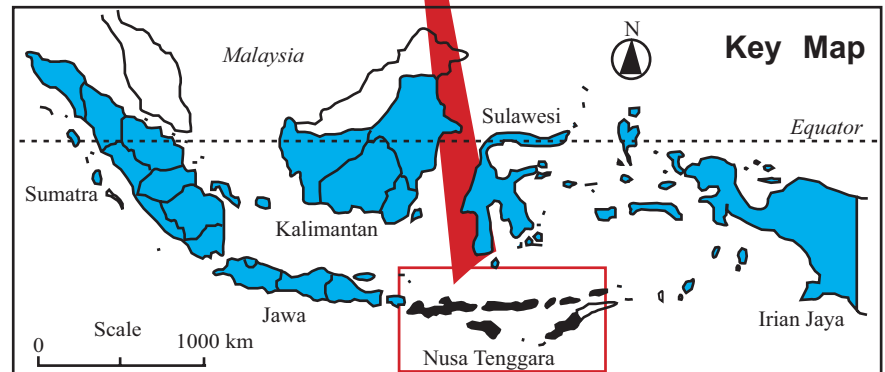 N
Key Map
Malaysia
Sulawesi
Equator
Sumatra
Kalimantan
Jawa
Irian Jaya
Scale
0 1000 km
Nusa Tenggara